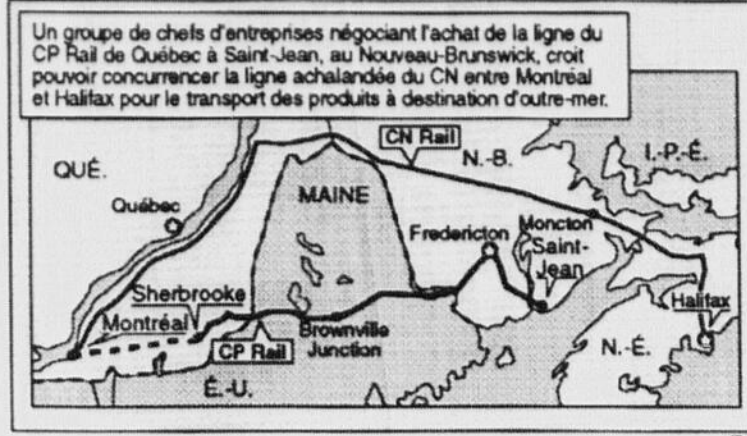 Un groupe de chefs d'entreprises négociant l'achat de la ligne du
CP Rail de Québec à Saint-Jean, au Nouveau-Brunswick, croit
pouvoir concurrencer la ligne achalandée du CN entre Montréal
et Halifax pour le transport des produits à destination d'outre-mer.
CN Rail
N.-B.
I.-P.-É.
QUÉ.
MAINE
Québec
Fredericton
Moncton
Saint-
Jean
Sherbrooke
Halifax
Montréal
Brownville
Junction
CP Rail
N.-É.
É.-U.